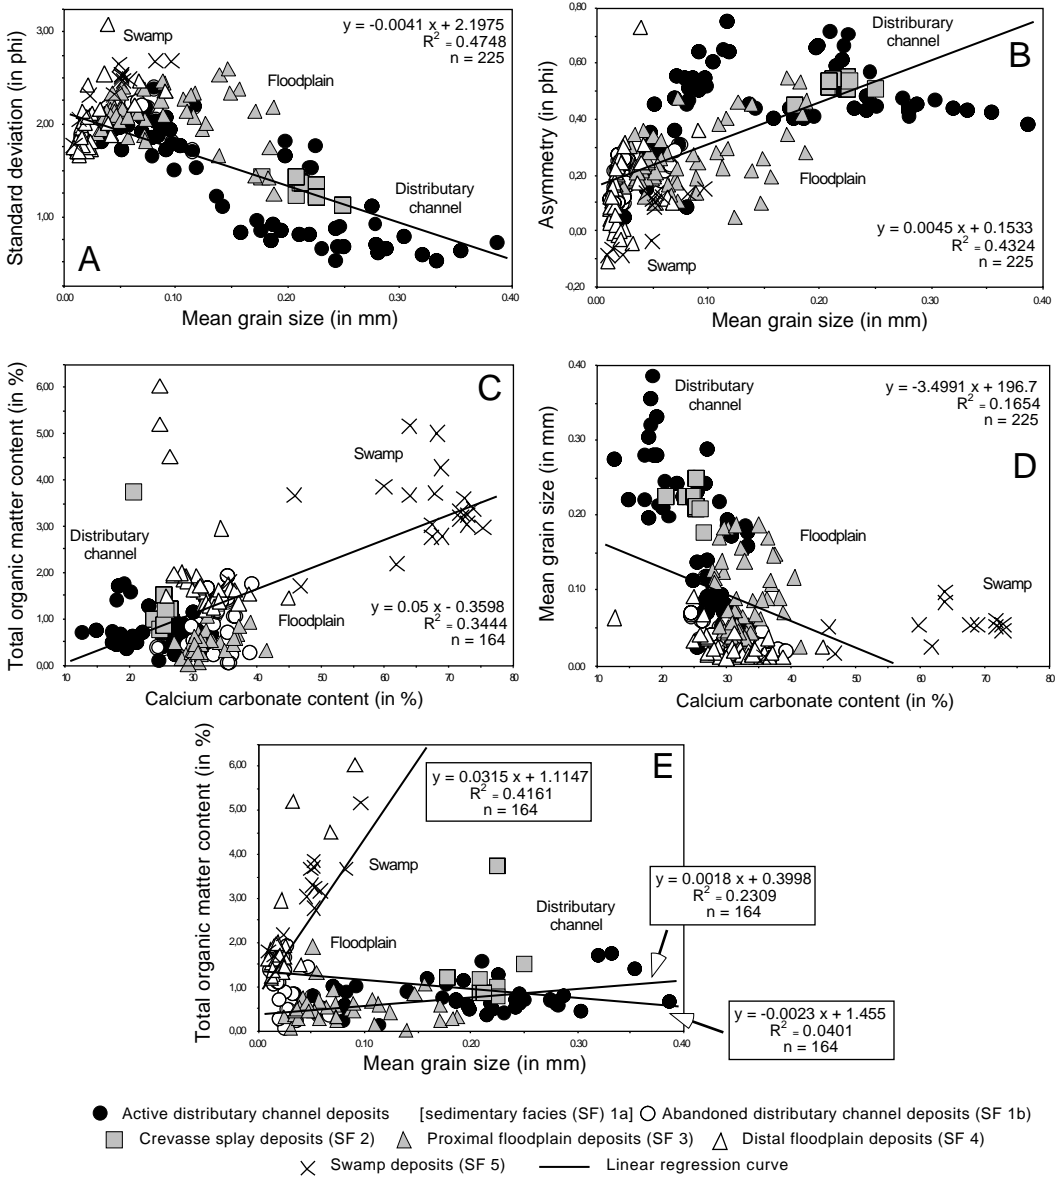 Standard deviation (in phi)
3,00
2,00
1,00
Swamp
y = -0.0041 x + 2.1975
R² = 0.4748
n = 225
Floodplain
Distributary
channel
A
0.00
0.10
0.20
0.30
0.40
Mean grain size (in mm)
Asymmetry (in phi)
0,80
0,60
0,40
0,20
0,00
-0,20
Distriburary
channel
B
Floodplain
y = 0.0045 x + 0.1533
R² = 0.4324
n = 225
Swamp
0.00
0.10
0.20
0.30
0.40
Mean grain size (in mm)
Total organic matter content (in %)
6,00
5,00
4,00
3,00
2,00
1,00
0,00
C
Swamp
Distributary
channel
Floodplain
y = 0.05 x - 0.3598
R² = 0.3444
n = 164
10
20
30
40
50
60
70
80
Calcium carbonate content (in %)
Mean grain size (in mm)
0.40
0.30
0.20
0.10
0.00
Distributary
channel
y = -3.4991 x + 196.7
R² = 0.1654
n = 225
D
Floodplain
Swamp
10
20
30
40
50
60
70
80
Calcium carbonate content (in %)
Total organic matter content (in %)
6,00
5,00
4,00
3,00
2,00
1,00
0,00
E
y = 0.0315 x + 1.1147
R² = 0.4161
n = 164
Swamp
y = 0.0018 x + 0.3998
R² = 0.2309
n = 164
Distributary
channel
Floodplain
y = -0.0023 x + 1.455
R² = 0.0401
n = 164
0.00
0.10
0.20
0.30
0.40
Mean grain size (in mm)
Active distributary channel deposits [sedimentary facies (SF) 1a] Abandoned distributary channel deposits (SF 1b)
Crevasse splay deposits (SF 2) Proximal floodplain deposits (SF 3) Distal floodplain deposits (SF 4)
Swamp deposits (SF 5) Linear regression curve